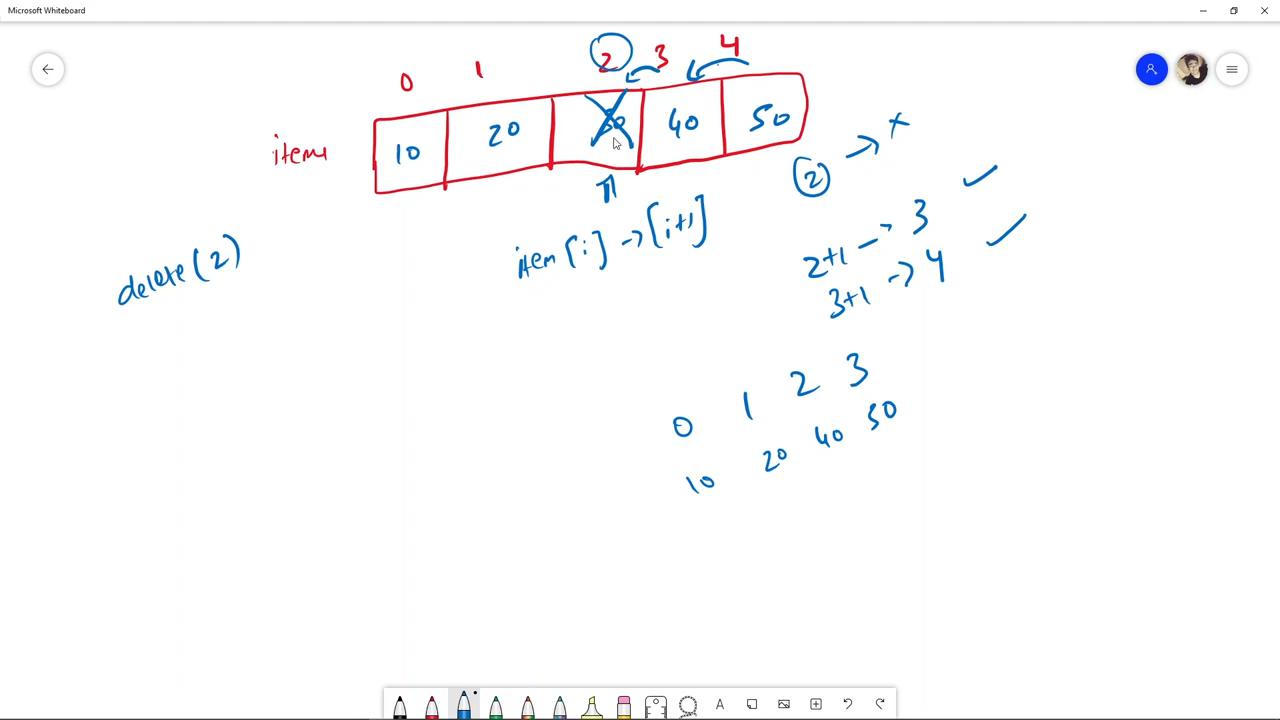 Microsoft Whiteboard
0 1 2 3 4
items 10 20 30 40 50
2 → x
delete(2)
item[i] → [i+1]
2+1 → 3
3+1 → 4
0 1 2 3
10 20 40 50
A